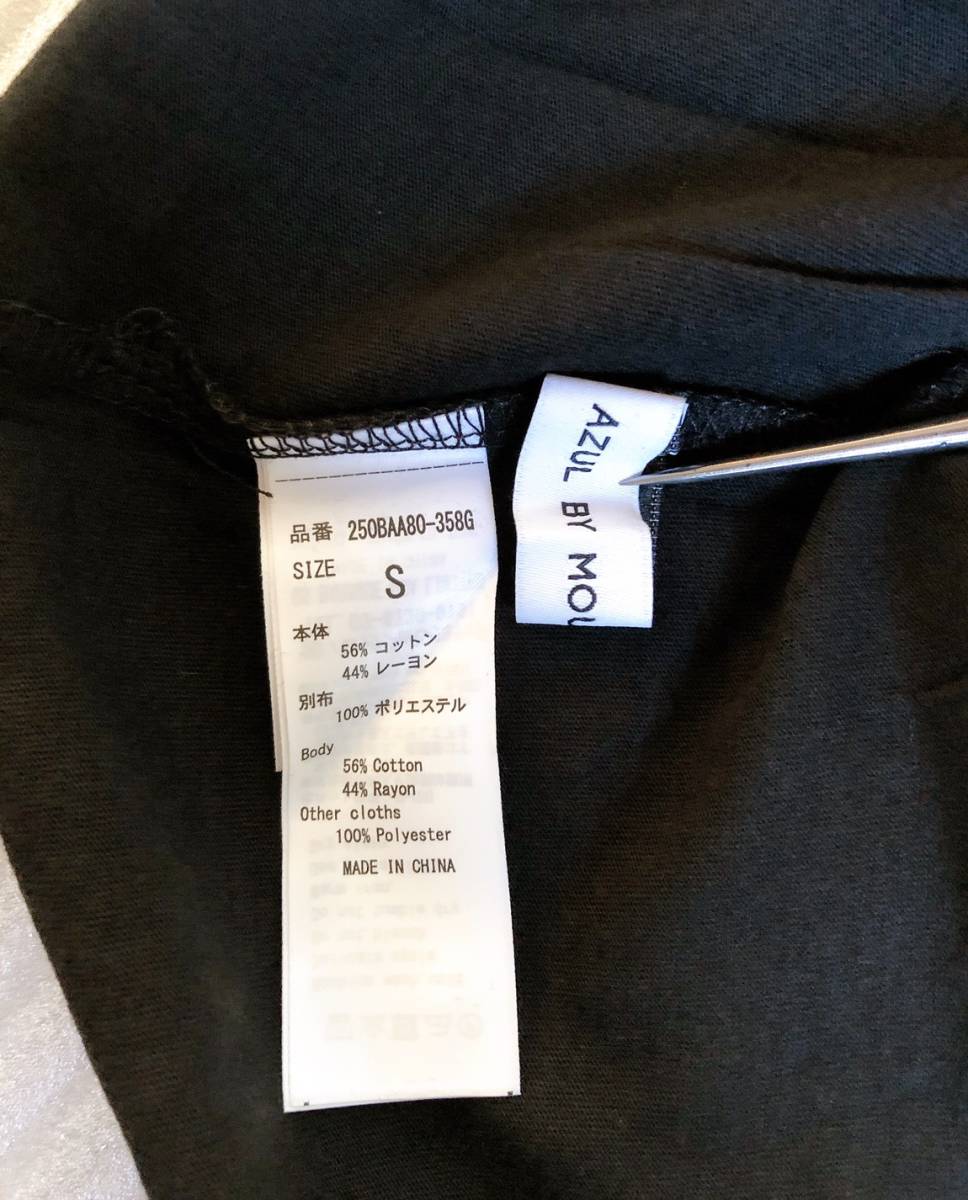 品番 250BAA80-358G
SIZE S
本体
56% コットン
44% レーヨン
別布
100% ポリエステル
Body
56% Cotton
44% Rayon
Other cloths
100% Polyester
MADE IN CHINA
AZUL BY MOU